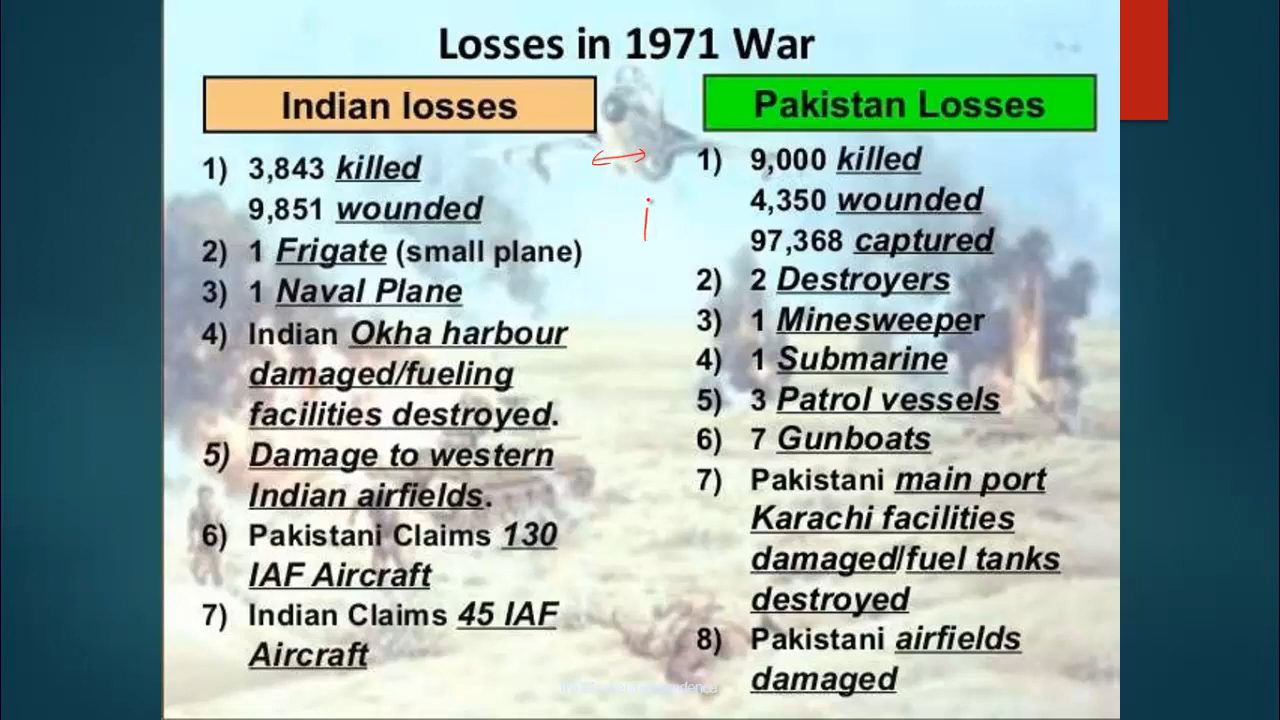 Losses in 1971 War
Indian losses
1) 3,843 killed
9,851 wounded
2) 1 Frigate (small plane)
3) 1 Naval Plane
4) Indian Okha harbour
damaged/fueling
facilities destroyed.
5) Damage to western
Indian airfields.
6) Pakistani Claims 130
IAF Aircraft
7) Indian Claims 45 IAF
Aircraft
Pakistan Losses
1) 9,000 killed
4,350 wounded
97,368 captured
2) 2 Destroyers
3) 1 Minesweeper
4) 1 Submarine
5) 3 Patrol vessels
6) 7 Gunboats
7) Pakistani main port
Karachi facilities
damaged/fuel tanks
destroyed
8) Pakistani airfields
damaged